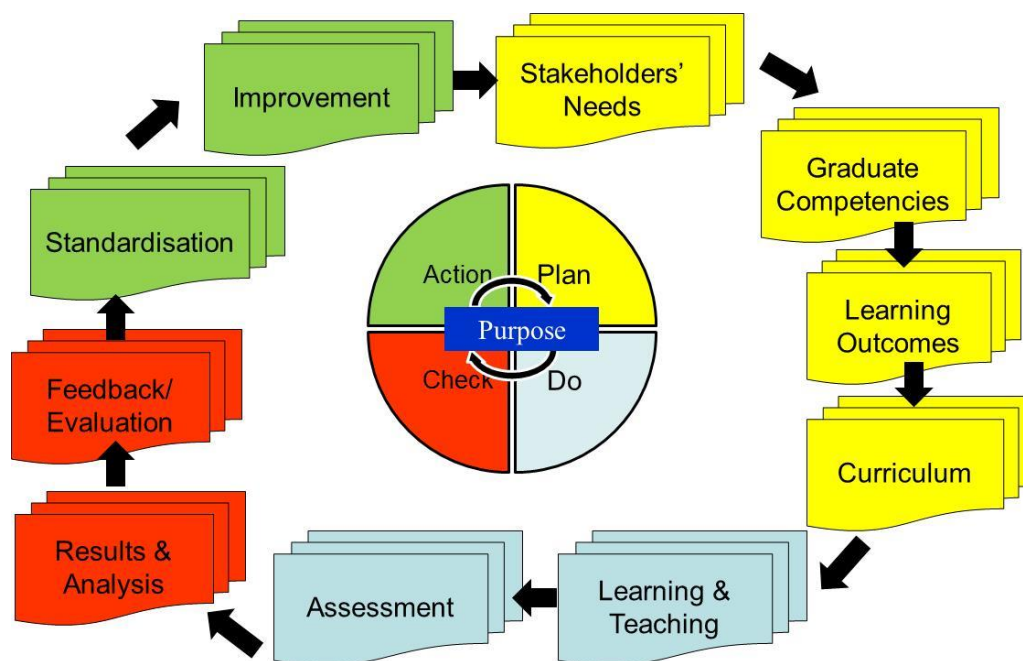 Improvement
Stakeholders'
Needs
Graduate
Competencies
Learning
Outcomes
Curriculum
Learning &
Teaching
Assessment
Results &
Analysis
Feedback/
Evaluation
Standardisation
Action
Plan
Purpose
Check
Do